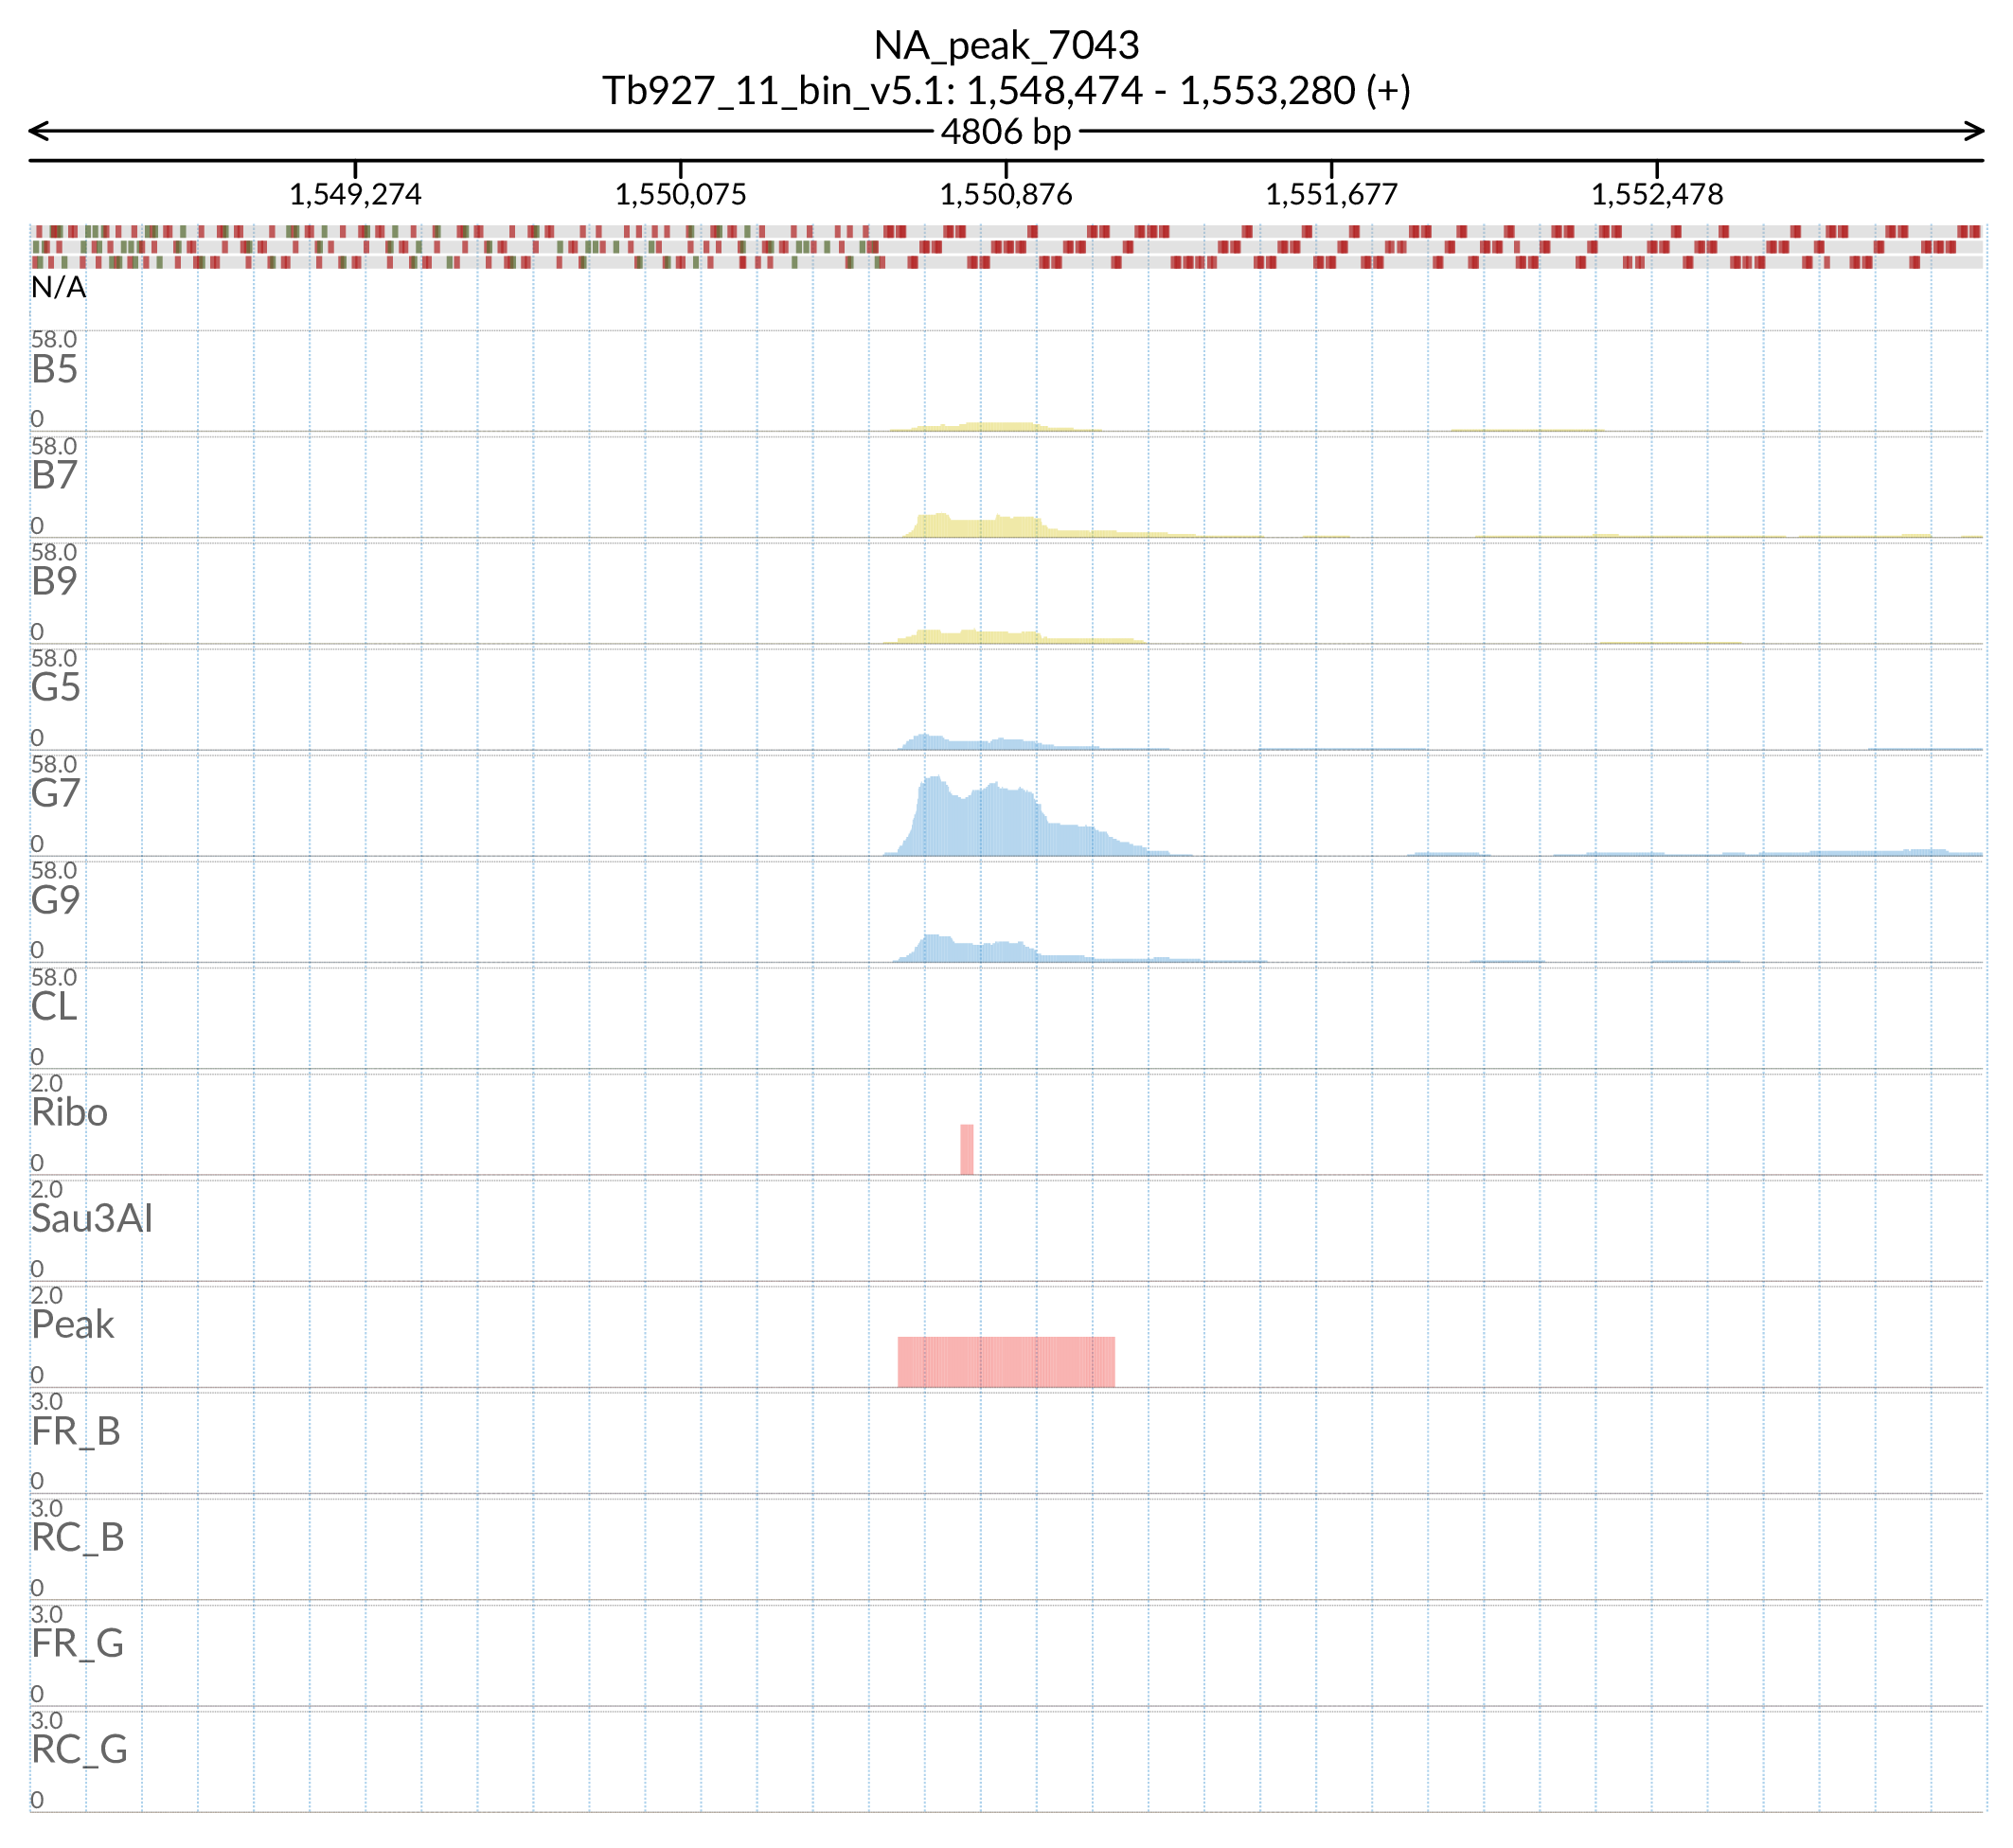 NA_peak_7043
Tb927_11_bin_v5.1: 1,548,474 - 1,553,280 (+)
4806 bp
1,549,274 1,550,075 1,550,876 1,551,677 1,552,478
N/A
58.0
B5
0
58.0
B7
0
58.0
B9
0
58.0
G5
0
58.0
G7
0
58.0
G9
0
58.0
CL
0
2.0
Ribo
0
2.0
Sau3AI
0
2.0
Peak
0
3.0
FR_B
0
3.0
RC_B
0
3.0
FR_G
0
3.0
RC_G
0